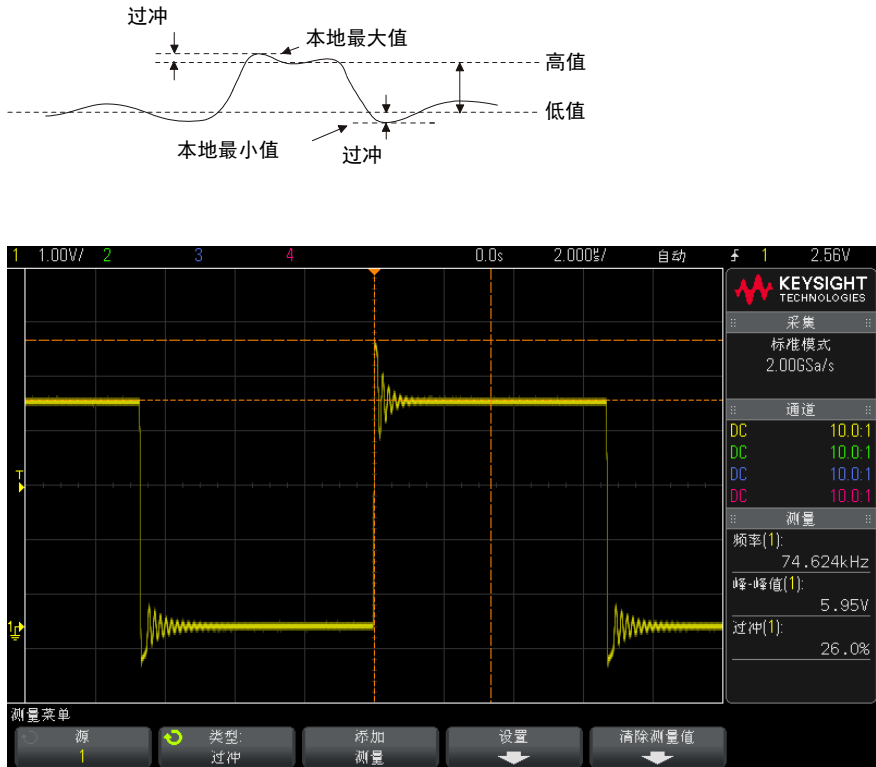 过冲
本地最大值
高值
低值
本地最小值
过冲
1 1.00V/ 2 3 4 0.0s 2.000µs/ 自动 1 2.56V
KEYSIGHT
TECHNOLOGIES
采集
标准模式
2.00GSa/s
通道
DC 10.0:1
DC 10.0:1
DC 10.0:1
DC 10.0:1
测量
频率(1):
74.624kHz
峰-峰值(1):
5.95V
过冲(1):
26.0%
T
1
测量菜单
源
1
类型:
过冲
添加
测量
设置
清除测量值